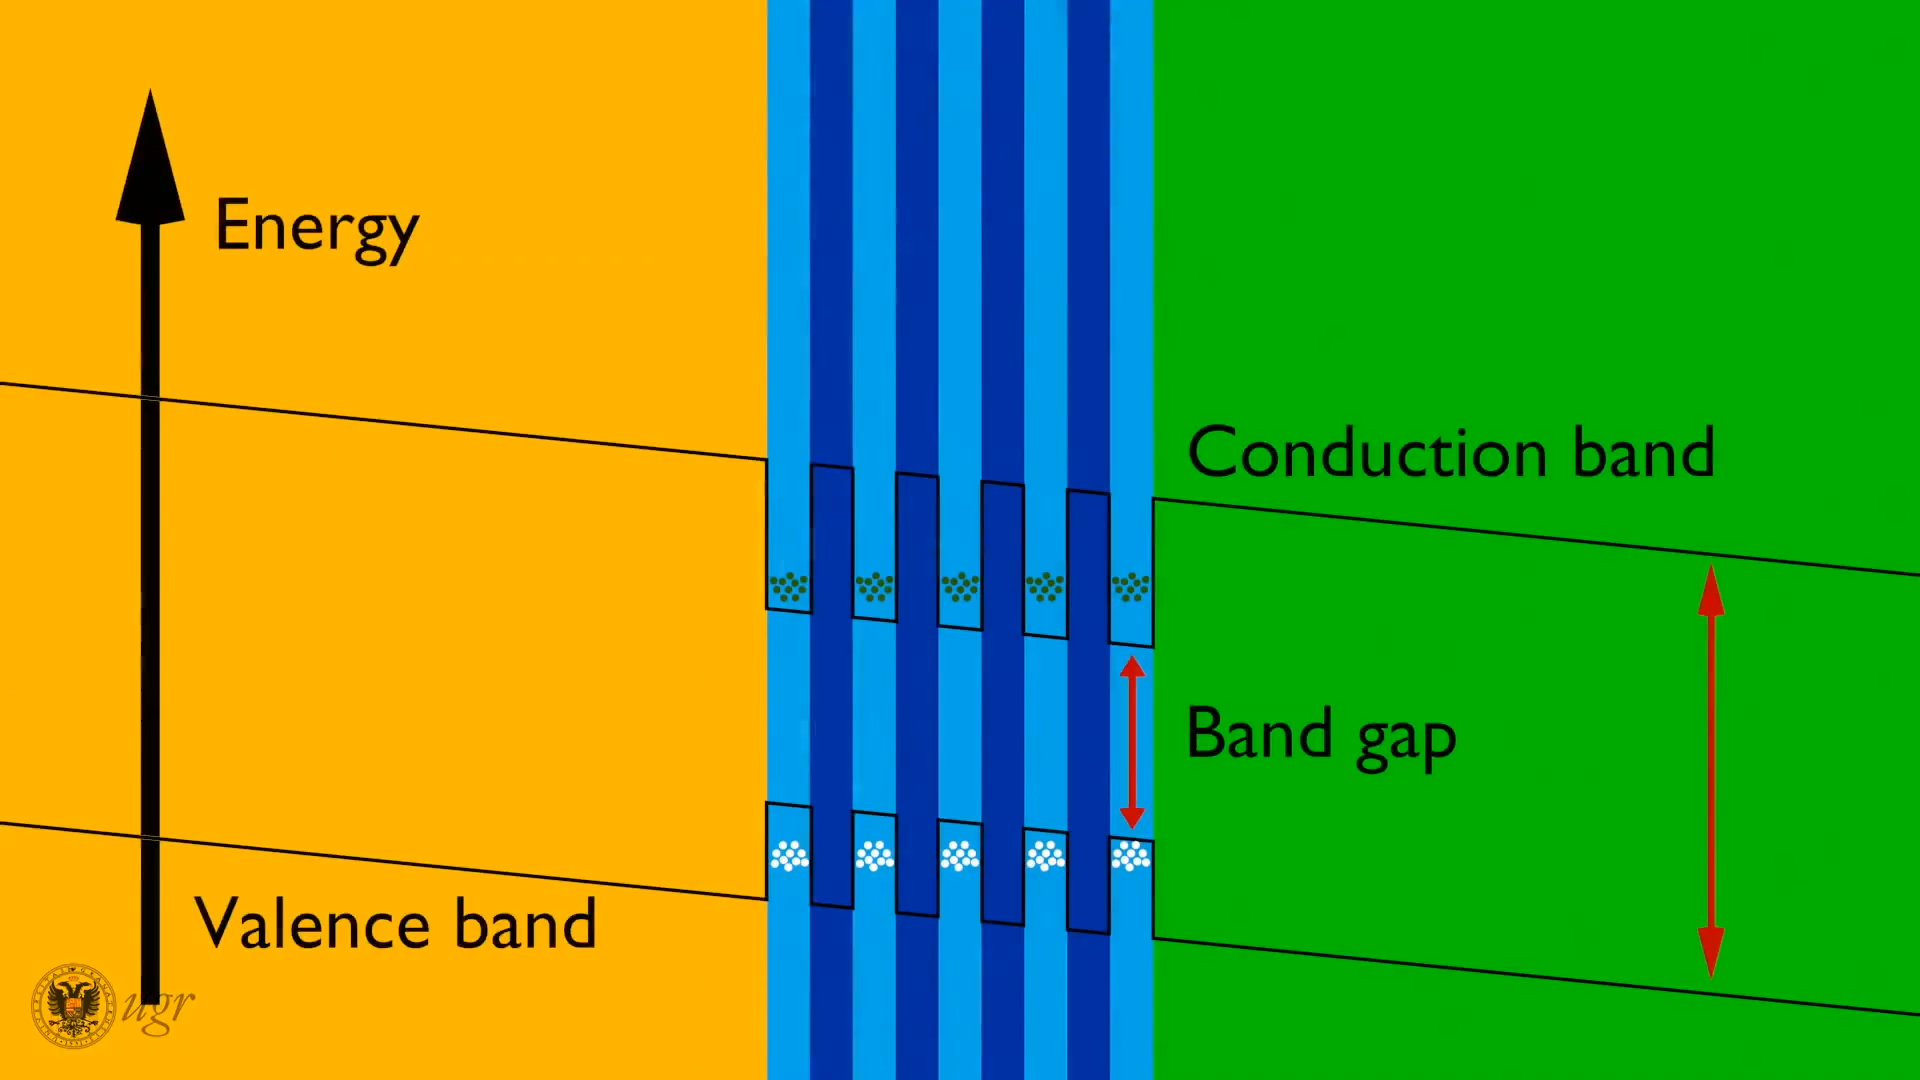 Energy
Conduction band
Band gap
Valence band
ugr